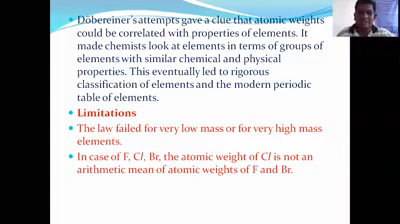 Döbereiner's attempts gave a clue that atomic weights
could be correlated with properties of elements. It
made chemists look at elements in terms of groups of
elements with similar chemical and physical
properties. This eventually led to rigorous
classification of elements and the modern periodic
table of elements.
Limitations
The law failed for very low mass or for very high mass
elements.
In case of F, Cl, Br, the atomic weight of Cl is not an
arithmetic mean of atomic weights of F and Br.